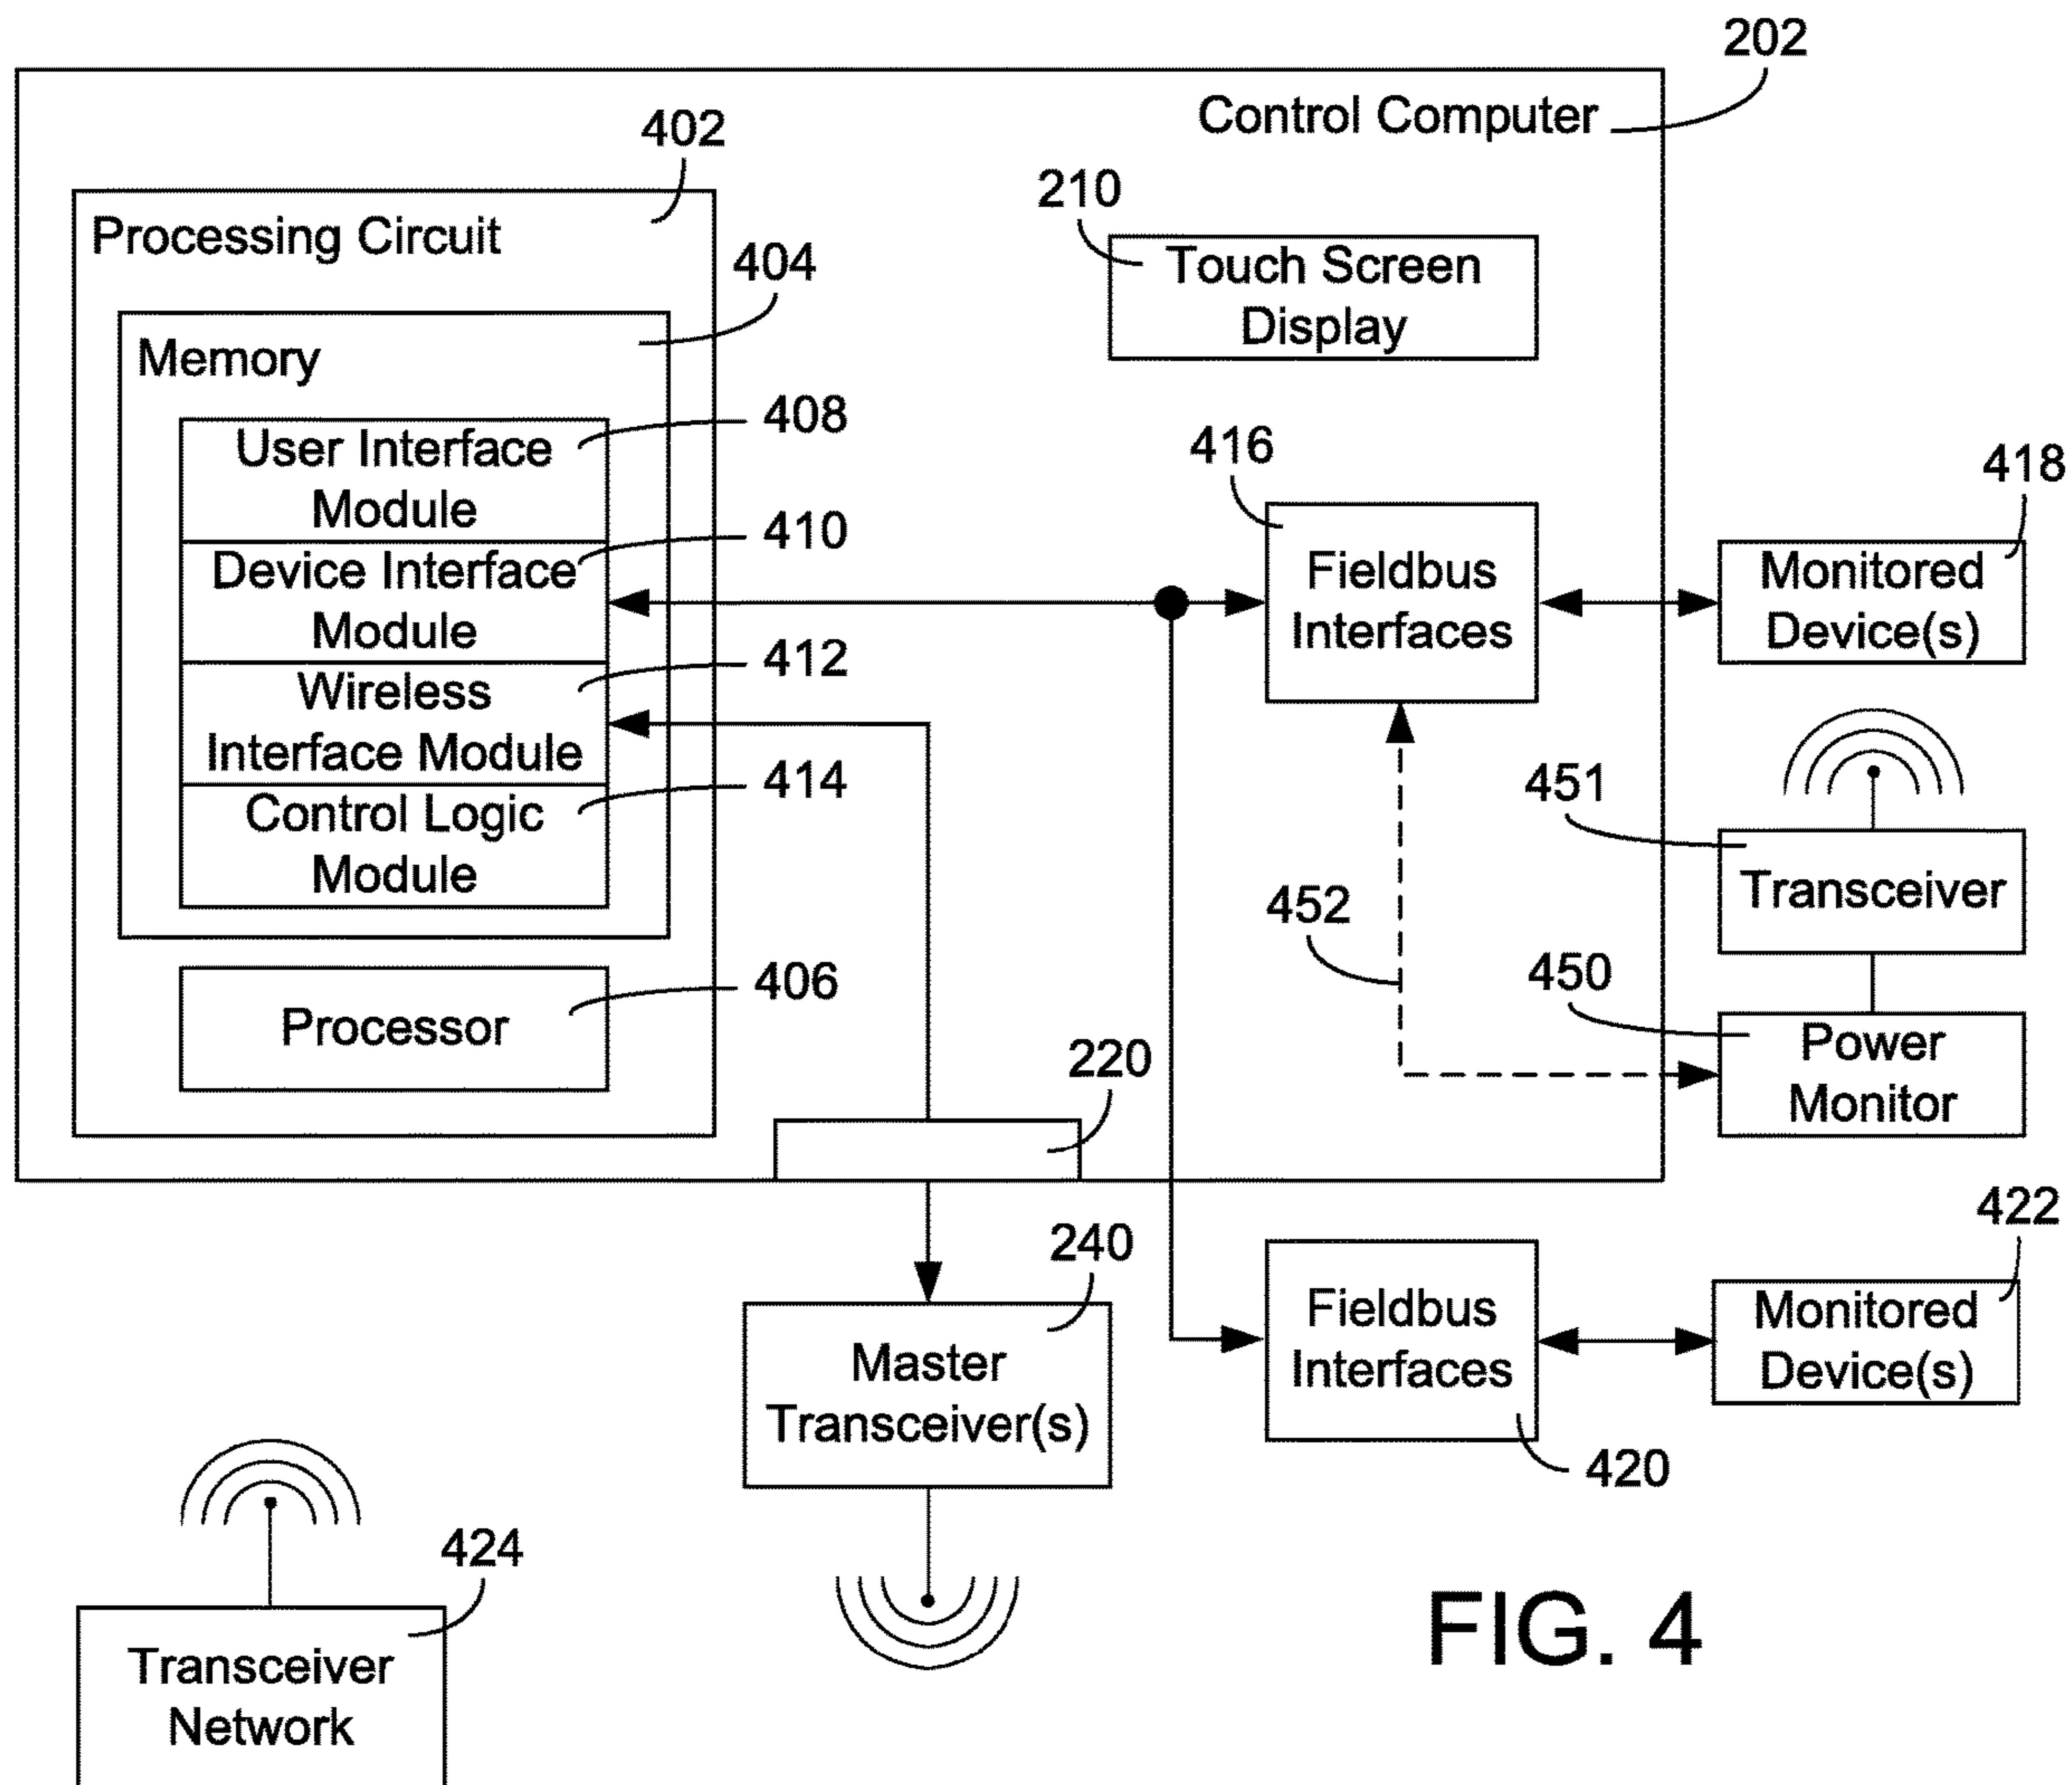 202
Control Computer
402
Processing Circuit
404
Memory
408
User Interface
Module
410
Device Interface
Module
412
Wireless
Interface Module
414
Control Logic
Module
406
Processor
210
Touch Screen
Display
416
Fieldbus
Interfaces
418
Monitored
Device(s)
451
Transceiver
452
450
Power
Monitor
220
240
Master
Transceiver(s)
Fieldbus
Interfaces
420
422
Monitored
Device(s)
424
Transceiver
Network
FIG. 4